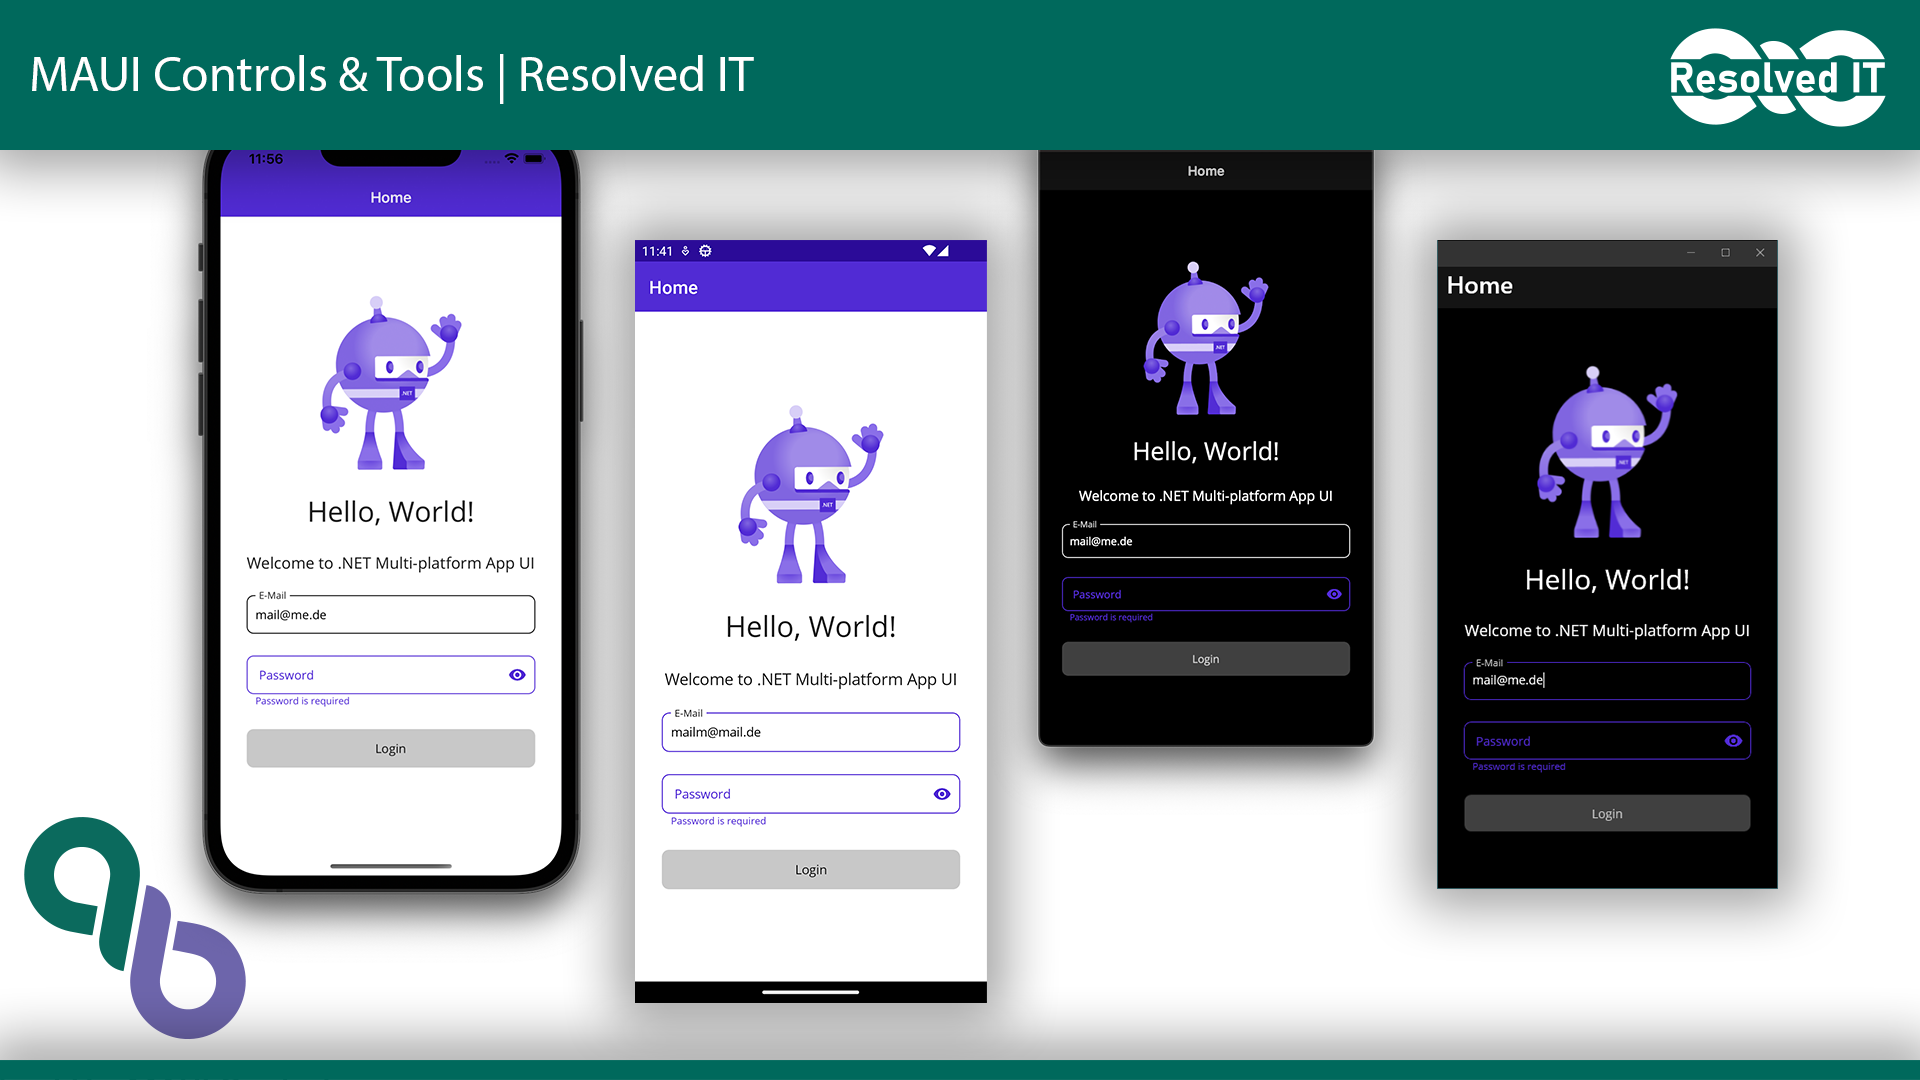 MAUI Controls & Tools | Resolved IT
Resolved IT
11:56
Home
.NET
Hello, World!
Welcome to .NET Multi-platform App UI
E-Mail
mail@me.de
Password
Password is required
Login
11:41
Home
.NET
Hello, World!
Welcome to .NET Multi-platform App UI
E-Mail
mailm@mail.de
Password
Password is required
Login
Home
.NET
Hello, World!
Welcome to .NET Multi-platform App UI
E-Mail
mail@me.de
Password
Password is required
Login
Home
.NET
Hello, World!
Welcome to .NET Multi-platform App UI
E-Mail
mail@me.de
Password
Password is required
Login